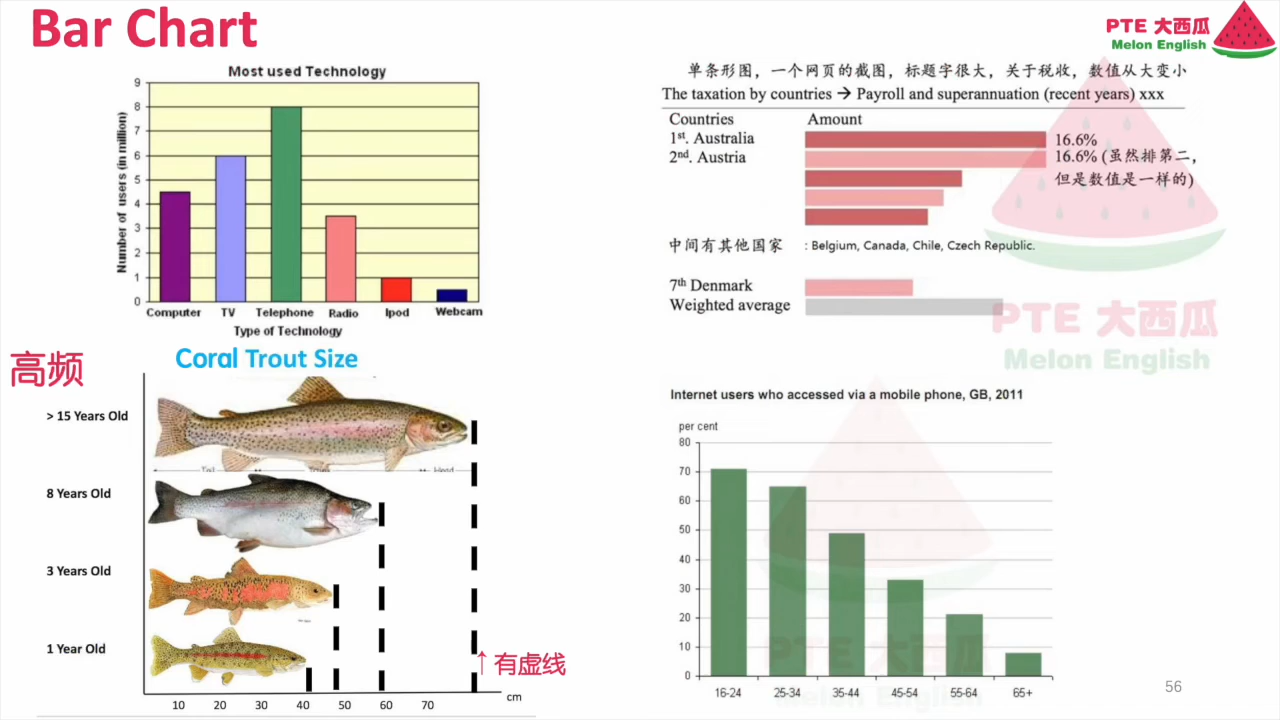 Bar Chart
PTE 大西瓜
Melon English
Most used Technology
Number of users (in million)
9
8
7
6
5
4
3
2
1
0
Computer TV Telephone Radio Ipod Webcam
Type of Technology
单条形图，一个网页的截图，标题字很大，关于税收，数值从大变小
The taxation by countries → Payroll and superannuation (recent years) xxx
Countries Amount
1st. Australia 16.6%
2nd. Austria 16.6% (虽然排第二，
但是数值是一样的)
中间有其他国家 : Belgium, Canada, Chile, Czech Republic.
7th Denmark
Weighted average
PTE 大西瓜
Melon English
高频
Coral Trout Size
> 15 Years Old
Tail Trunk Head
8 Years Old
3 Years Old
1 Year Old
↑有虚线
10 20 30 40 50 60 70 cm
Internet users who accessed via a mobile phone, GB, 2011
per cent
80
70
60
50
40
30
20
10
0
16-24 25-34 35-44 45-54 55-64 65+
PTE 大西瓜
Melon English
56